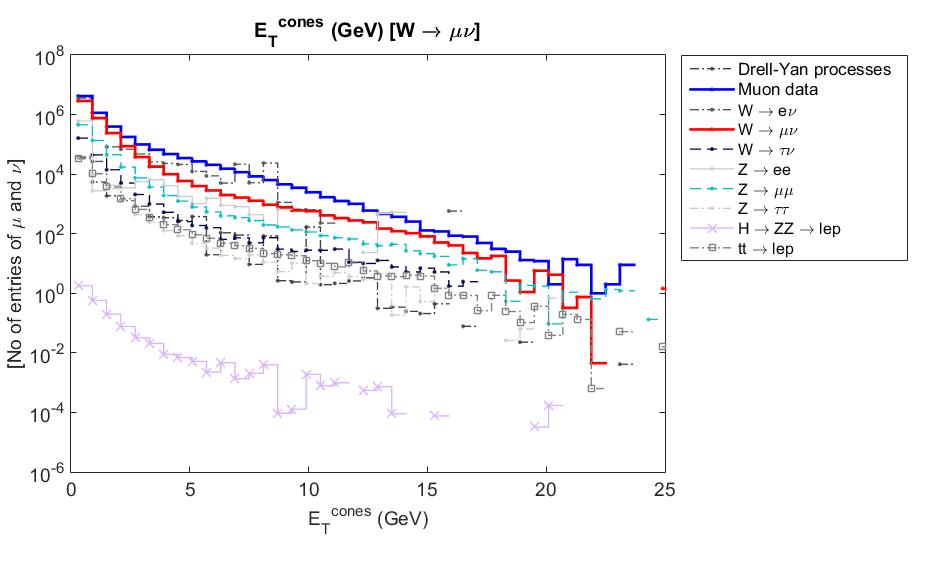 E_T^cones (GeV) [W → μν]
[No of entries of μ and ν]
10^8
10^6
10^4
10^2
10^0
10^-2
10^-4
10^-6
0 5 10 15 20 25
E_T^cones (GeV)
Drell-Yan processes
Muon data
W → eν
W → μν
W → τν
Z → ee
Z → μμ
Z → ττ
H → ZZ → lep
tt → lep